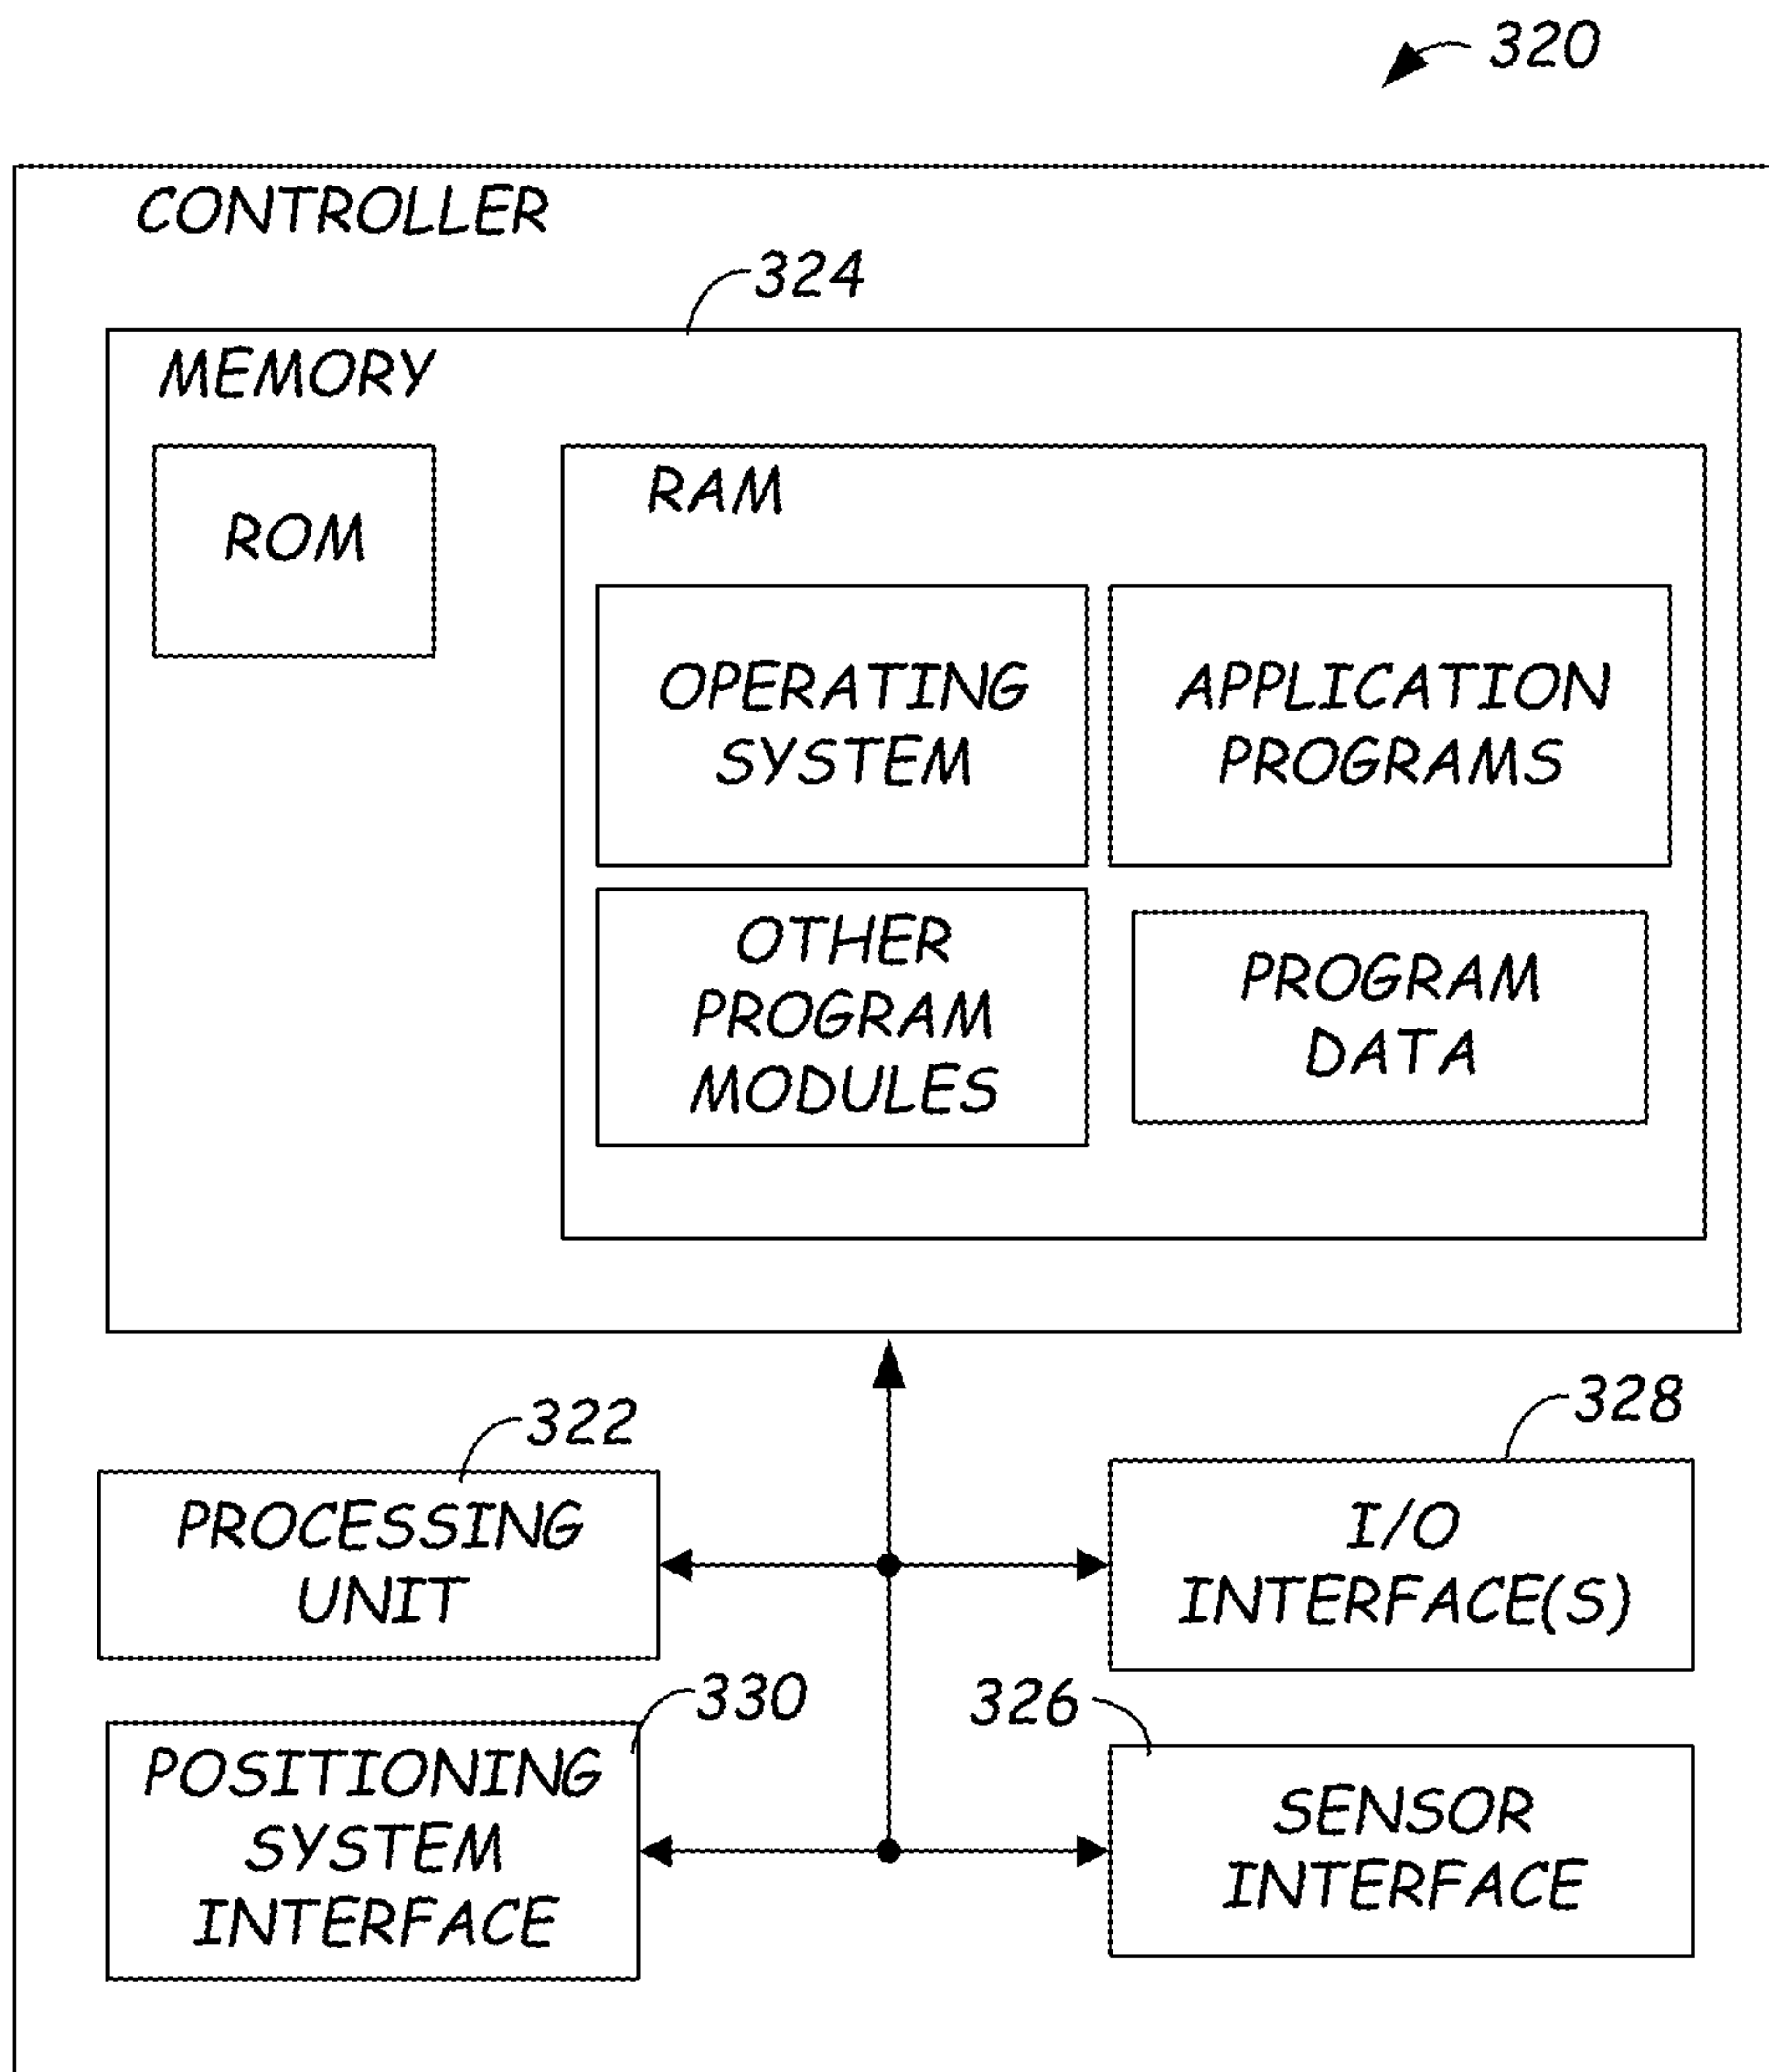 320
CONTROLLER
324
MEMORY
ROM
RAM
OPERATING
SYSTEM
APPLICATION
PROGRAMS
OTHER
PROGRAM
MODULES
PROGRAM
DATA
322
PROCESSING
UNIT
328
I/O
INTERFACE(S)
330
POSITIONING
SYSTEM
INTERFACE
326
SENSOR
INTERFACE